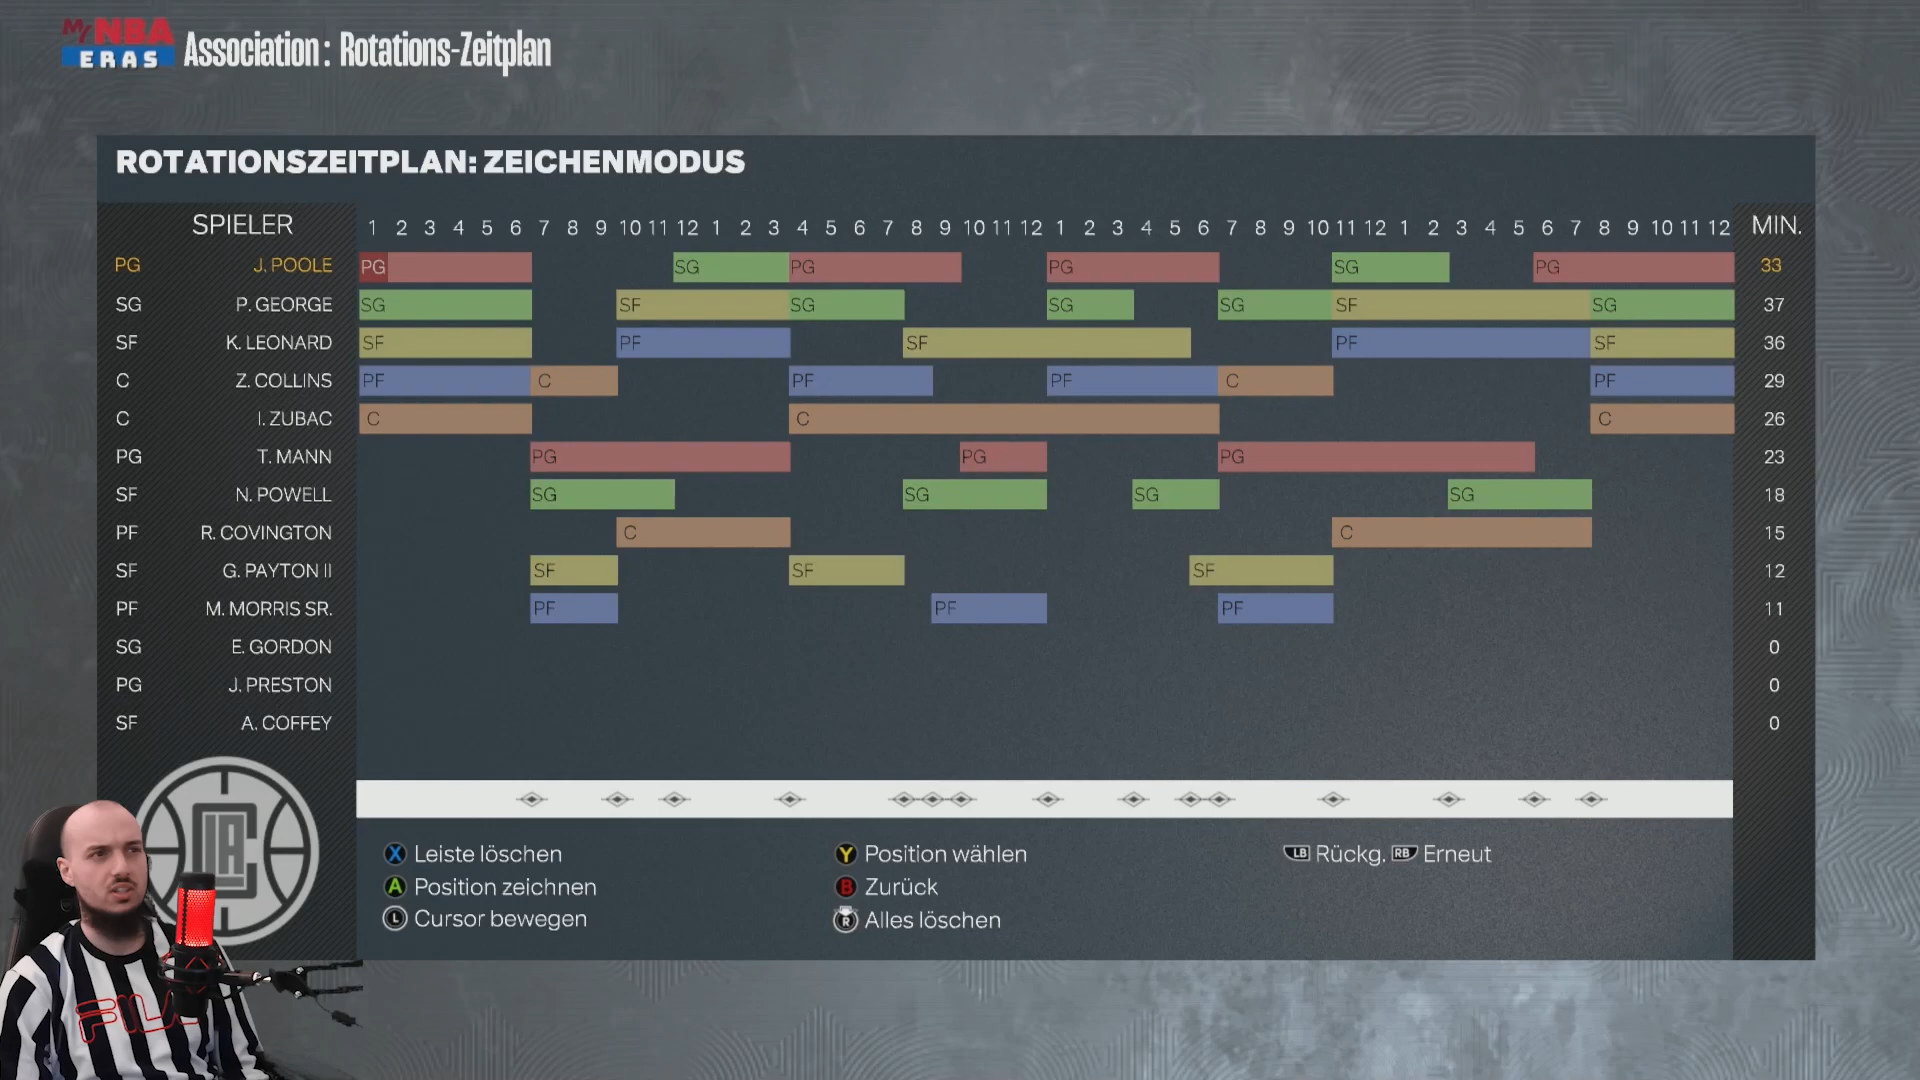 My NBA ERAS Association : Rotations-Zeitplan
ROTATIONSZEITPLAN: ZEICHENMODUS
SPIELER 1 2 3 4 5 6 7 8 9 10 11 12 1 2 3 4 5 6 7 8 9 10 11 12 1 2 3 4 5 6 7 8 9 10 11 12 1 2 3 4 5 6 7 8 9 10 11 12 MIN.
PG J. POOLE PG SG PG PG SG PG 33
SG P. GEORGE SG SF SG SG SG SF SG 37
SF K. LEONARD SF PF SF PF SF 36
C Z. COLLINS PF C PF PF C PF 29
C I. ZUBAC C C C 26
PG T. MANN PG PG PG 23
SF N. POWELL SG SG SG SG 18
PF R. COVINGTON C C 15
SF G. PAYTON II SF SF SF 12
PF M. MORRIS SR. PF PF PF 11
SG E. GORDON 0
PG J. PRESTON 0
SF A. COFFEY 0
X Leiste löschen Y Position wählen LB Rückg. RB Erneut
A Position zeichnen B Zurück
L Cursor bewegen R Alles löschen
FILA